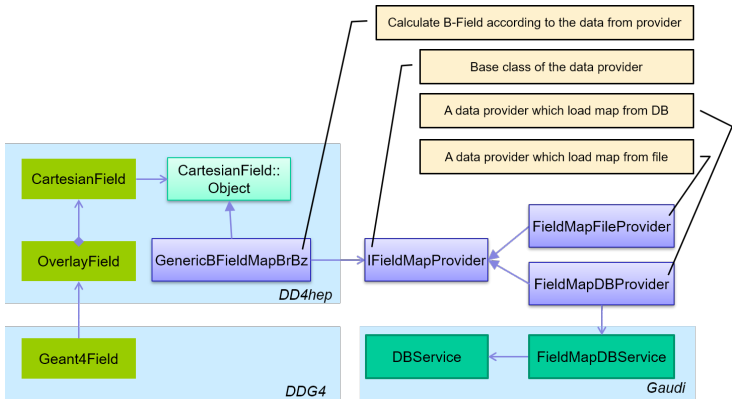 Calculate B-Field according to the data from provider
Base class of the data provider
A data provider which load map from DB
A data provider which load map from file
CartesianField
CartesianField::
Object
FieldMapFileProvider
OverlayField
GenericBFieldMapBrBz
IFieldMapProvider
FieldMapDBProvider
DD4hep
Geant4Field
DBService
FieldMapDBService
DDG4
Gaudi